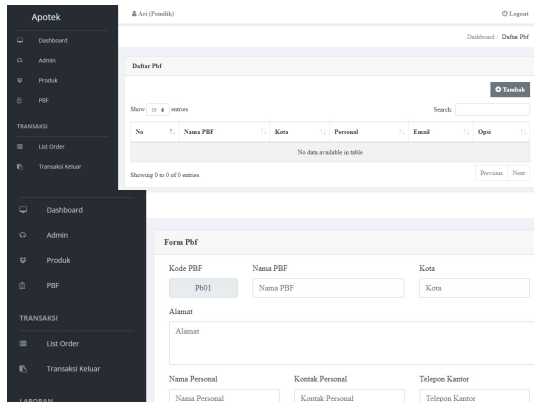 Apotek
Ari (Pemilik)
Logout
Dashboard
Dashboard / Daftar Pbf
Admin
Daftar Pbf
Produk
Tambah
PBF
Show 10 entries
Search:
TRANSAKSI
No Nama PBF Kota Personal Email Opsi
List Order
No data available in table
Transaksi Keluar
Showing 0 to 0 of 0 entries
Previous Next
Dashboard
Admin
Form Pbf
Produk
Kode PBF Nama PBF Kota
PBF
Pb01 Nama PBF Kota
TRANSAKSI
Alamat
Alamat
List Order
Transaksi Keluar
Nama Personal Kontak Personal Telepon Kantor
Nama Personal Kontak Personal Telepon Kantor
LAPORAN